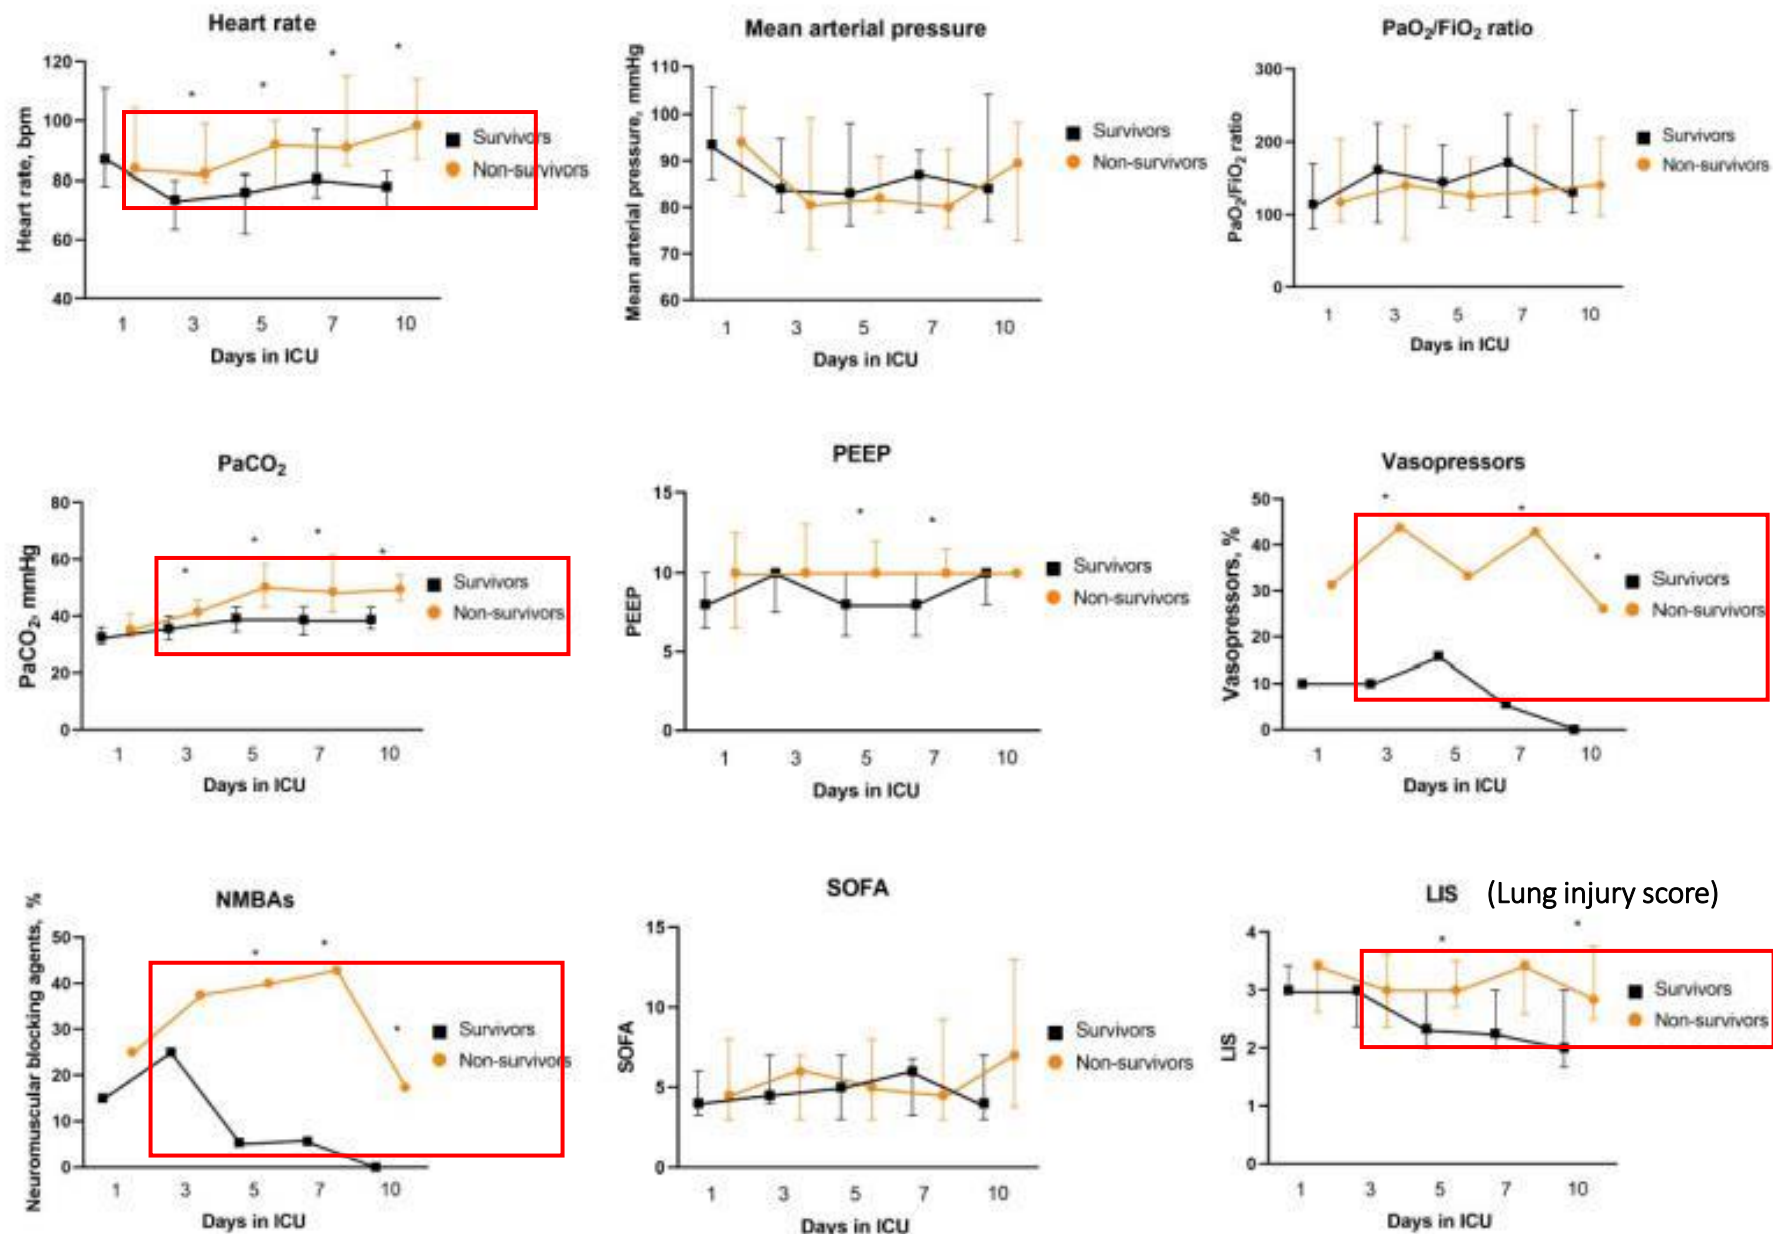 Heart rate
Heart rate, bpm
120
100
80
60
40
1 3 5 7 10
Days in ICU
Survivors
Non-survivors
Mean arterial pressure
Mean arterial pressure, mmHg
110
100
90
80
70
60
1 3 5 7 10
Days in ICU
Survivors
Non-survivors
PaO₂/FiO₂ ratio
PaO₂/FiO₂ ratio
300
200
100
0
1 3 5 7 10
Days in ICU
Survivors
Non-survivors
PaCO₂
PaCO₂, mmHg
80
60
40
20
0
1 3 5 7 10
Days in ICU
Survivors
Non-survivors
PEEP
PEEP
15
10
5
0
1 3 5 7 10
Days in ICU
Survivors
Non-survivors
Vasopressors
Vasopressors, %
50
40
30
20
10
0
1 3 5 7 10
Days in ICU
Survivors
Non-survivors
NMBAs
Neuromuscular blocking agents, %
50
40
30
20
10
0
1 3 5 7 10
Days in ICU
Survivors
Non-survivors
SOFA
SOFA
15
10
5
0
1 3 5 7 10
Days in ICU
Survivors
Non-survivors
LIS (Lung injury score)
LIS
4
3
2
1
0
1 3 5 7 10
Days in ICU
Survivors
Non-survivors